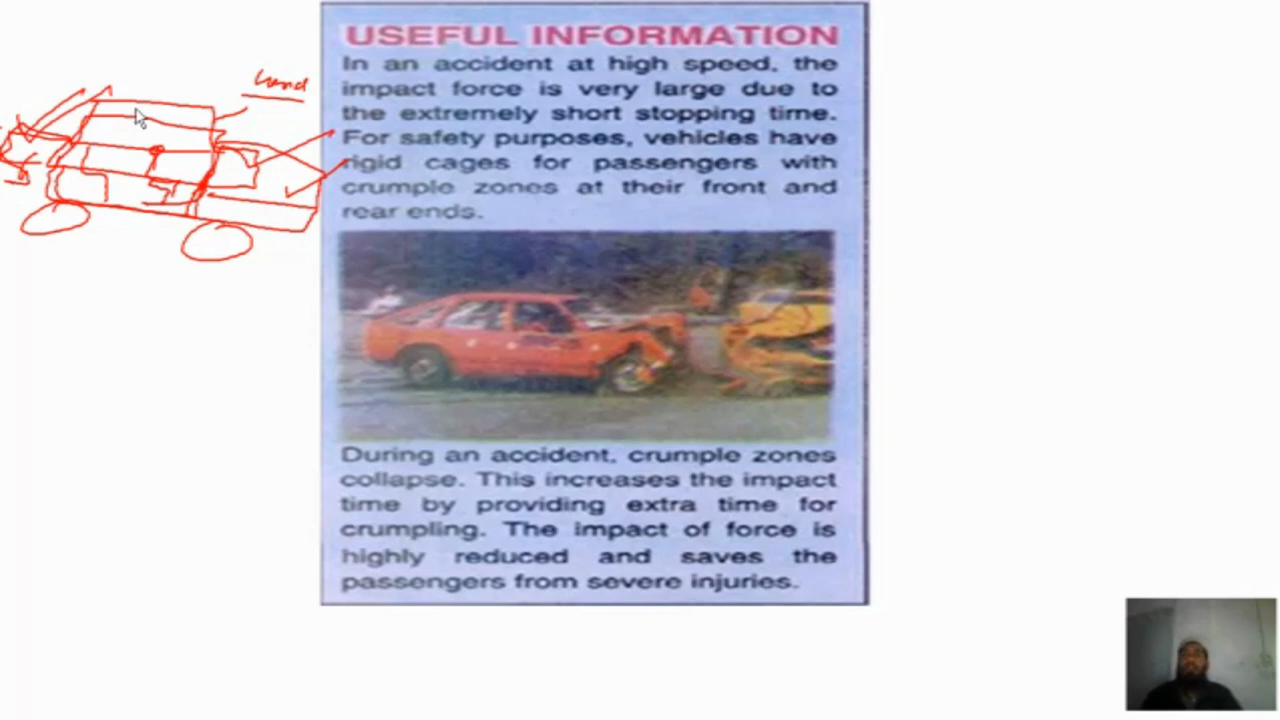 USEFUL INFORMATION
In an accident at high speed, the
impact force is very large due to
the extremely short stopping time.
For safety purposes, vehicles have
rigid cages for passengers with
crumple zones at their front and
rear ends.
During an accident, crumple zones
collapse. This increases the impact
time by providing extra time for
crumpling. The impact of force is
highly reduced and saves the
passengers from severe injuries.